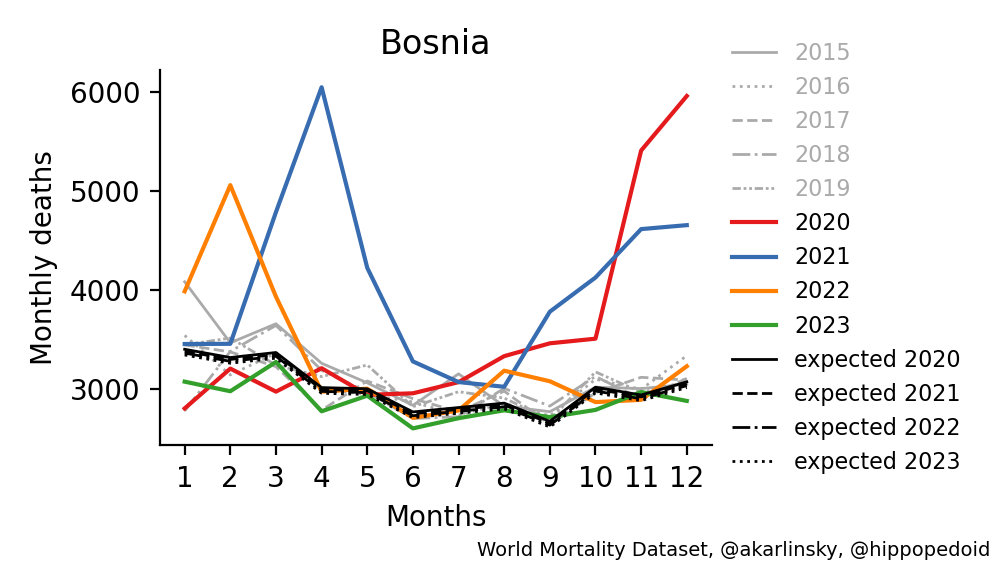 Bosnia
Monthly deaths
6000
5000
4000
3000
1 2 3 4 5 6 7 8 9 10 11 12
Months
2015
2016
2017
2018
2019
2020
2021
2022
2023
expected 2020
expected 2021
expected 2022
expected 2023
World Mortality Dataset, @akarlinsky, @hippopedoid